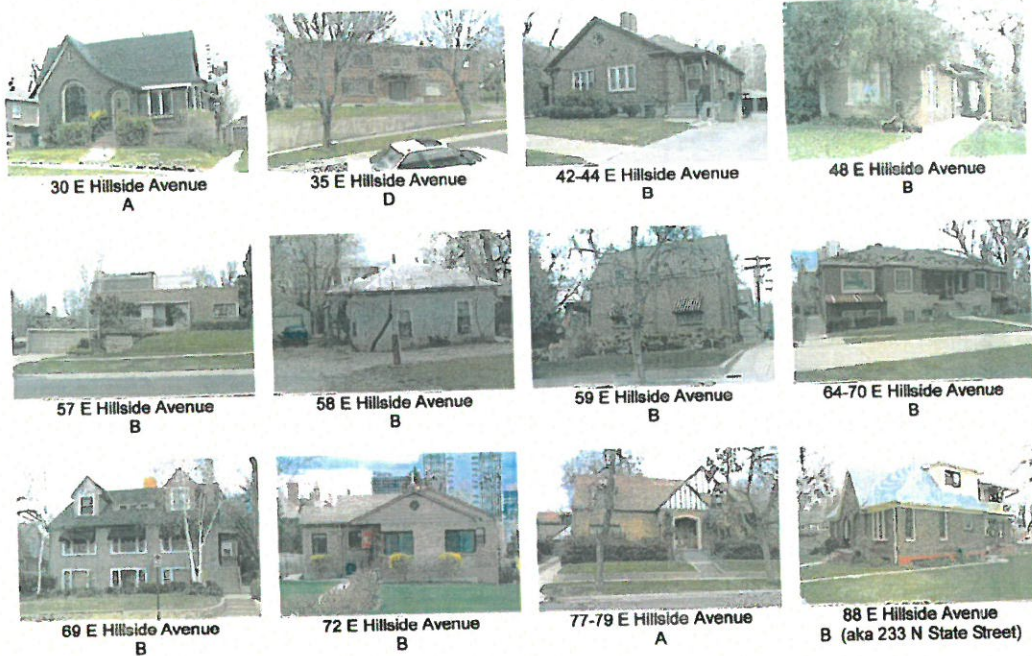 30 E Hillside Avenue
A
35 E Hillside Avenue
D
42-44 E Hillside Avenue
B
48 E Hillside Avenue
B
57 E Hillside Avenue
B
58 E Hillside Avenue
B
59 E Hillside Avenue
B
64-70 E Hillside Avenue
B
69 E Hillside Avenue
B
72 E Hillside Avenue
B
77-79 E Hillside Avenue
A
88 E Hillside Avenue
B (aka 233 N State Street)